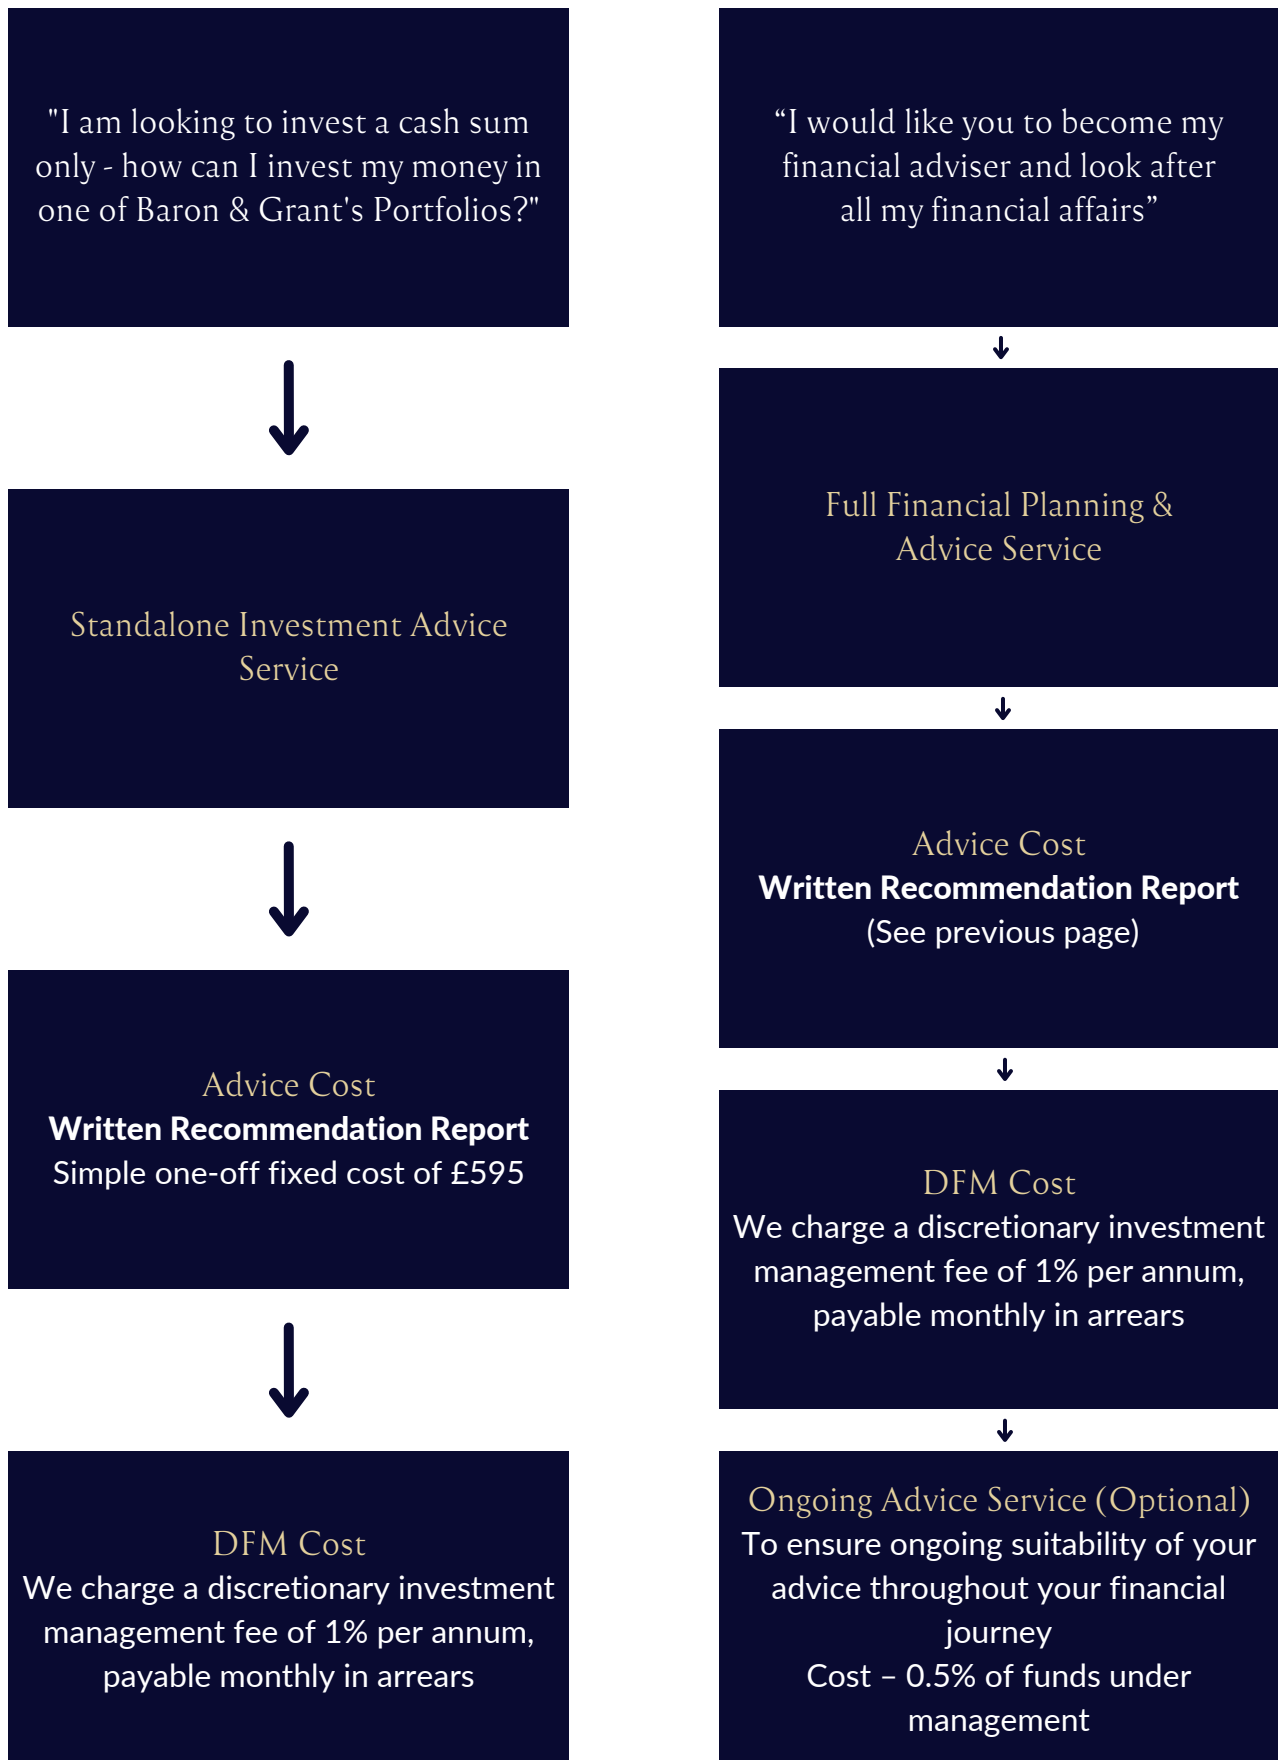 "I am looking to invest a cash sum
only - how can I invest my money in
one of Baron & Grant's Portfolios?"
Standalone Investment Advice
Service
Advice Cost
Written Recommendation Report
Simple one-off fixed cost of £595
DFM Cost
We charge a discretionary investment
management fee of 1% per annum,
payable monthly in arrears
“I would like you to become my
financial adviser and look after
all my financial affairs”
Full Financial Planning &
Advice Service
Advice Cost
Written Recommendation Report
(See previous page)
DFM Cost
We charge a discretionary investment
management fee of 1% per annum,
payable monthly in arrears
Ongoing Advice Service (Optional)
To ensure ongoing suitability of your
advice throughout your financial
journey
Cost – 0.5% of funds under
management